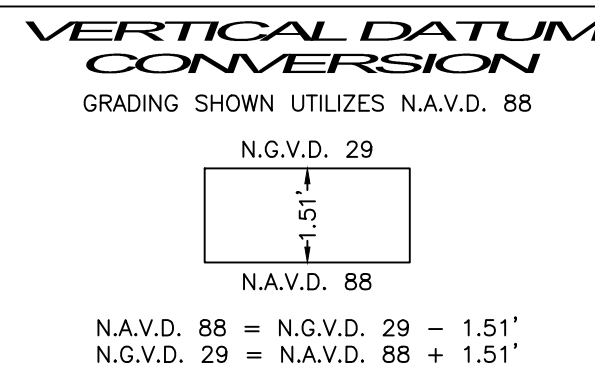 VERTICAL DATUM
CONVERSION
GRADING SHOWN UTILIZES N.A.V.D. 88
N.G.V.D. 29
1.51'
N.A.V.D. 88
N.A.V.D. 88 = N.G.V.D. 29 - 1.51'
N.G.V.D. 29 = N.A.V.D. 88 + 1.51'